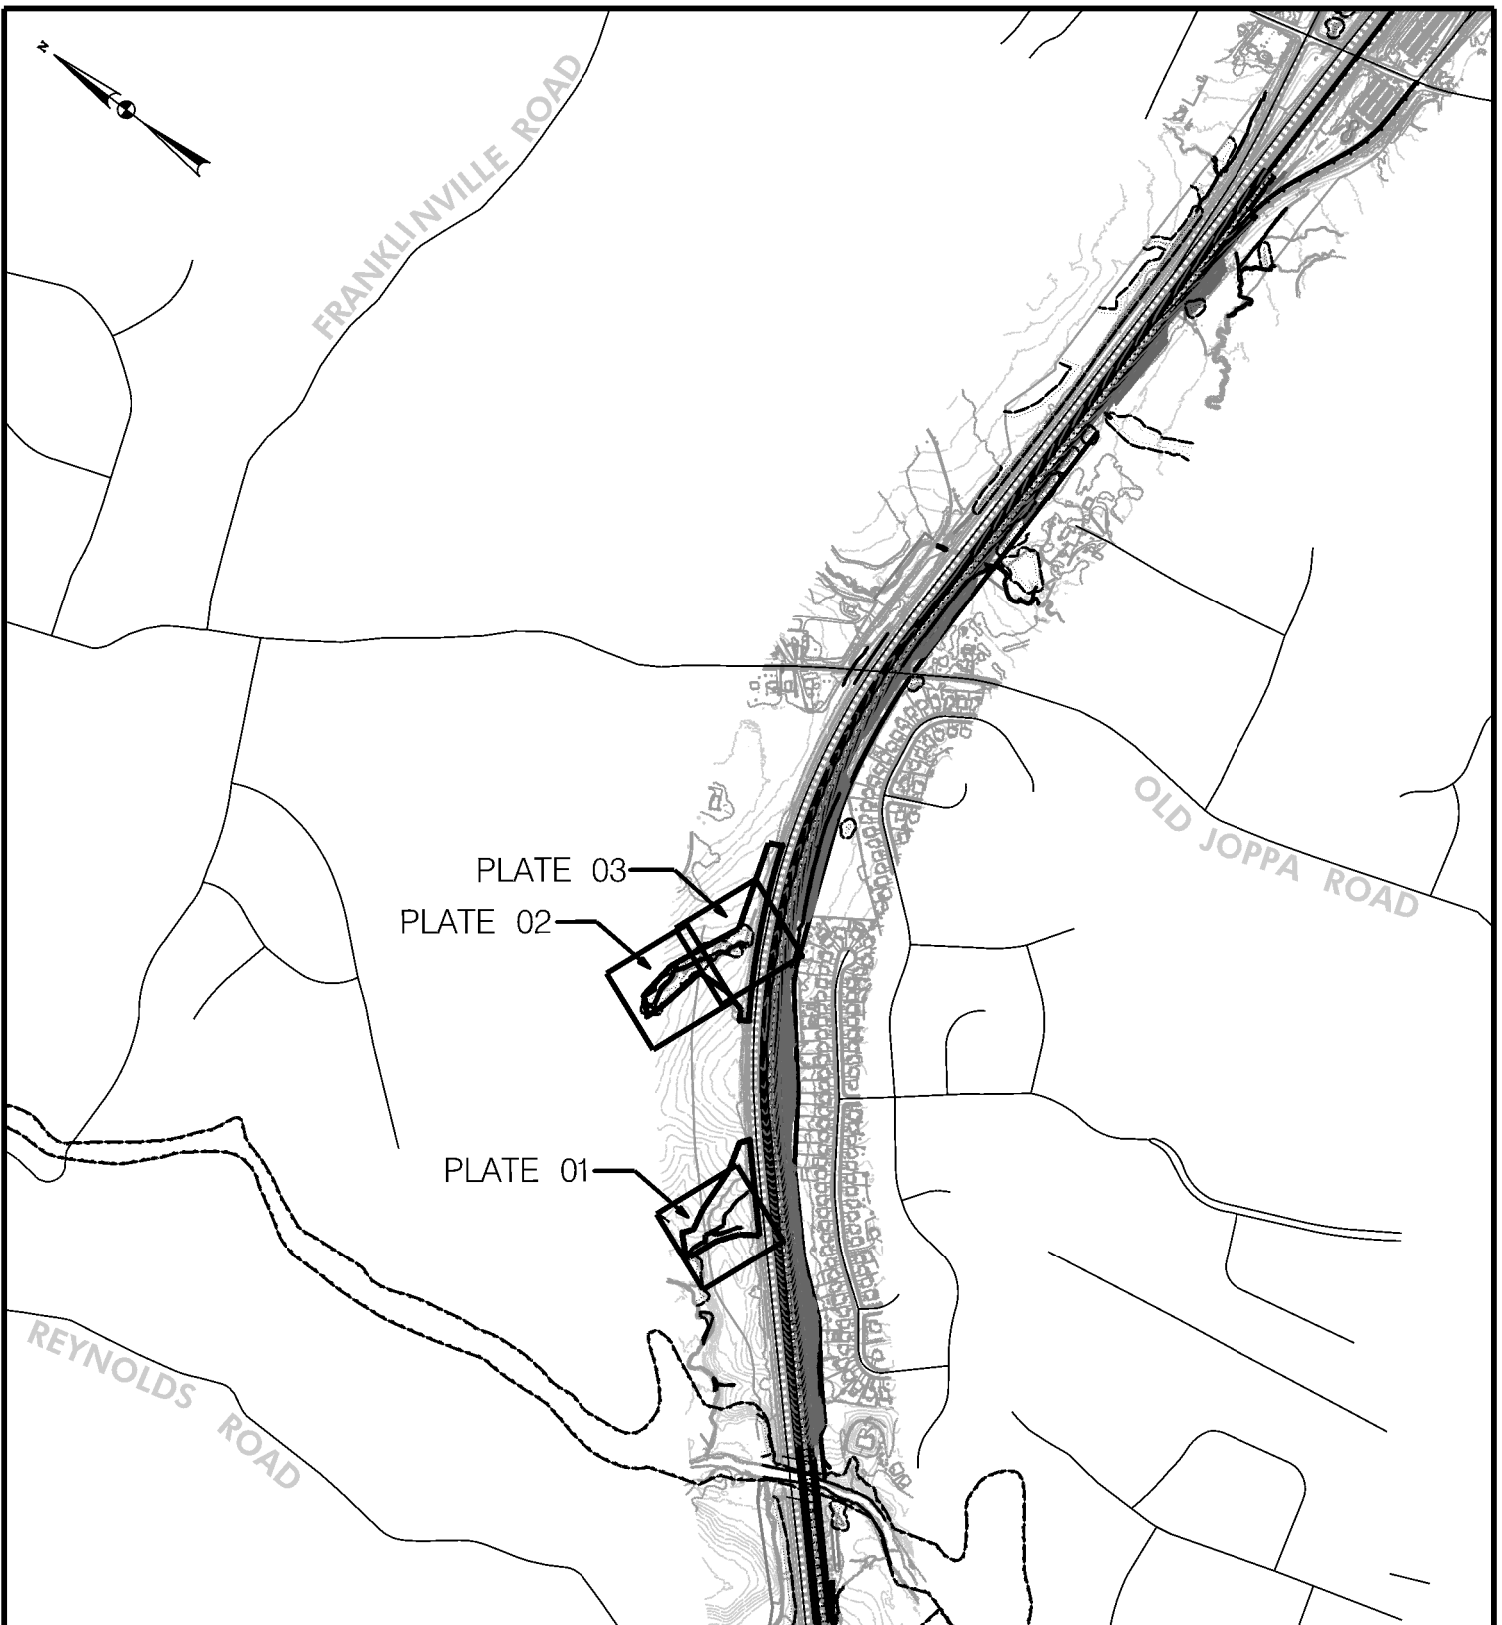 N
FRANKLINVILLE ROAD
OLD JOPPA ROAD
PLATE 03
PLATE 02
PLATE 01
REYNOLDS ROAD